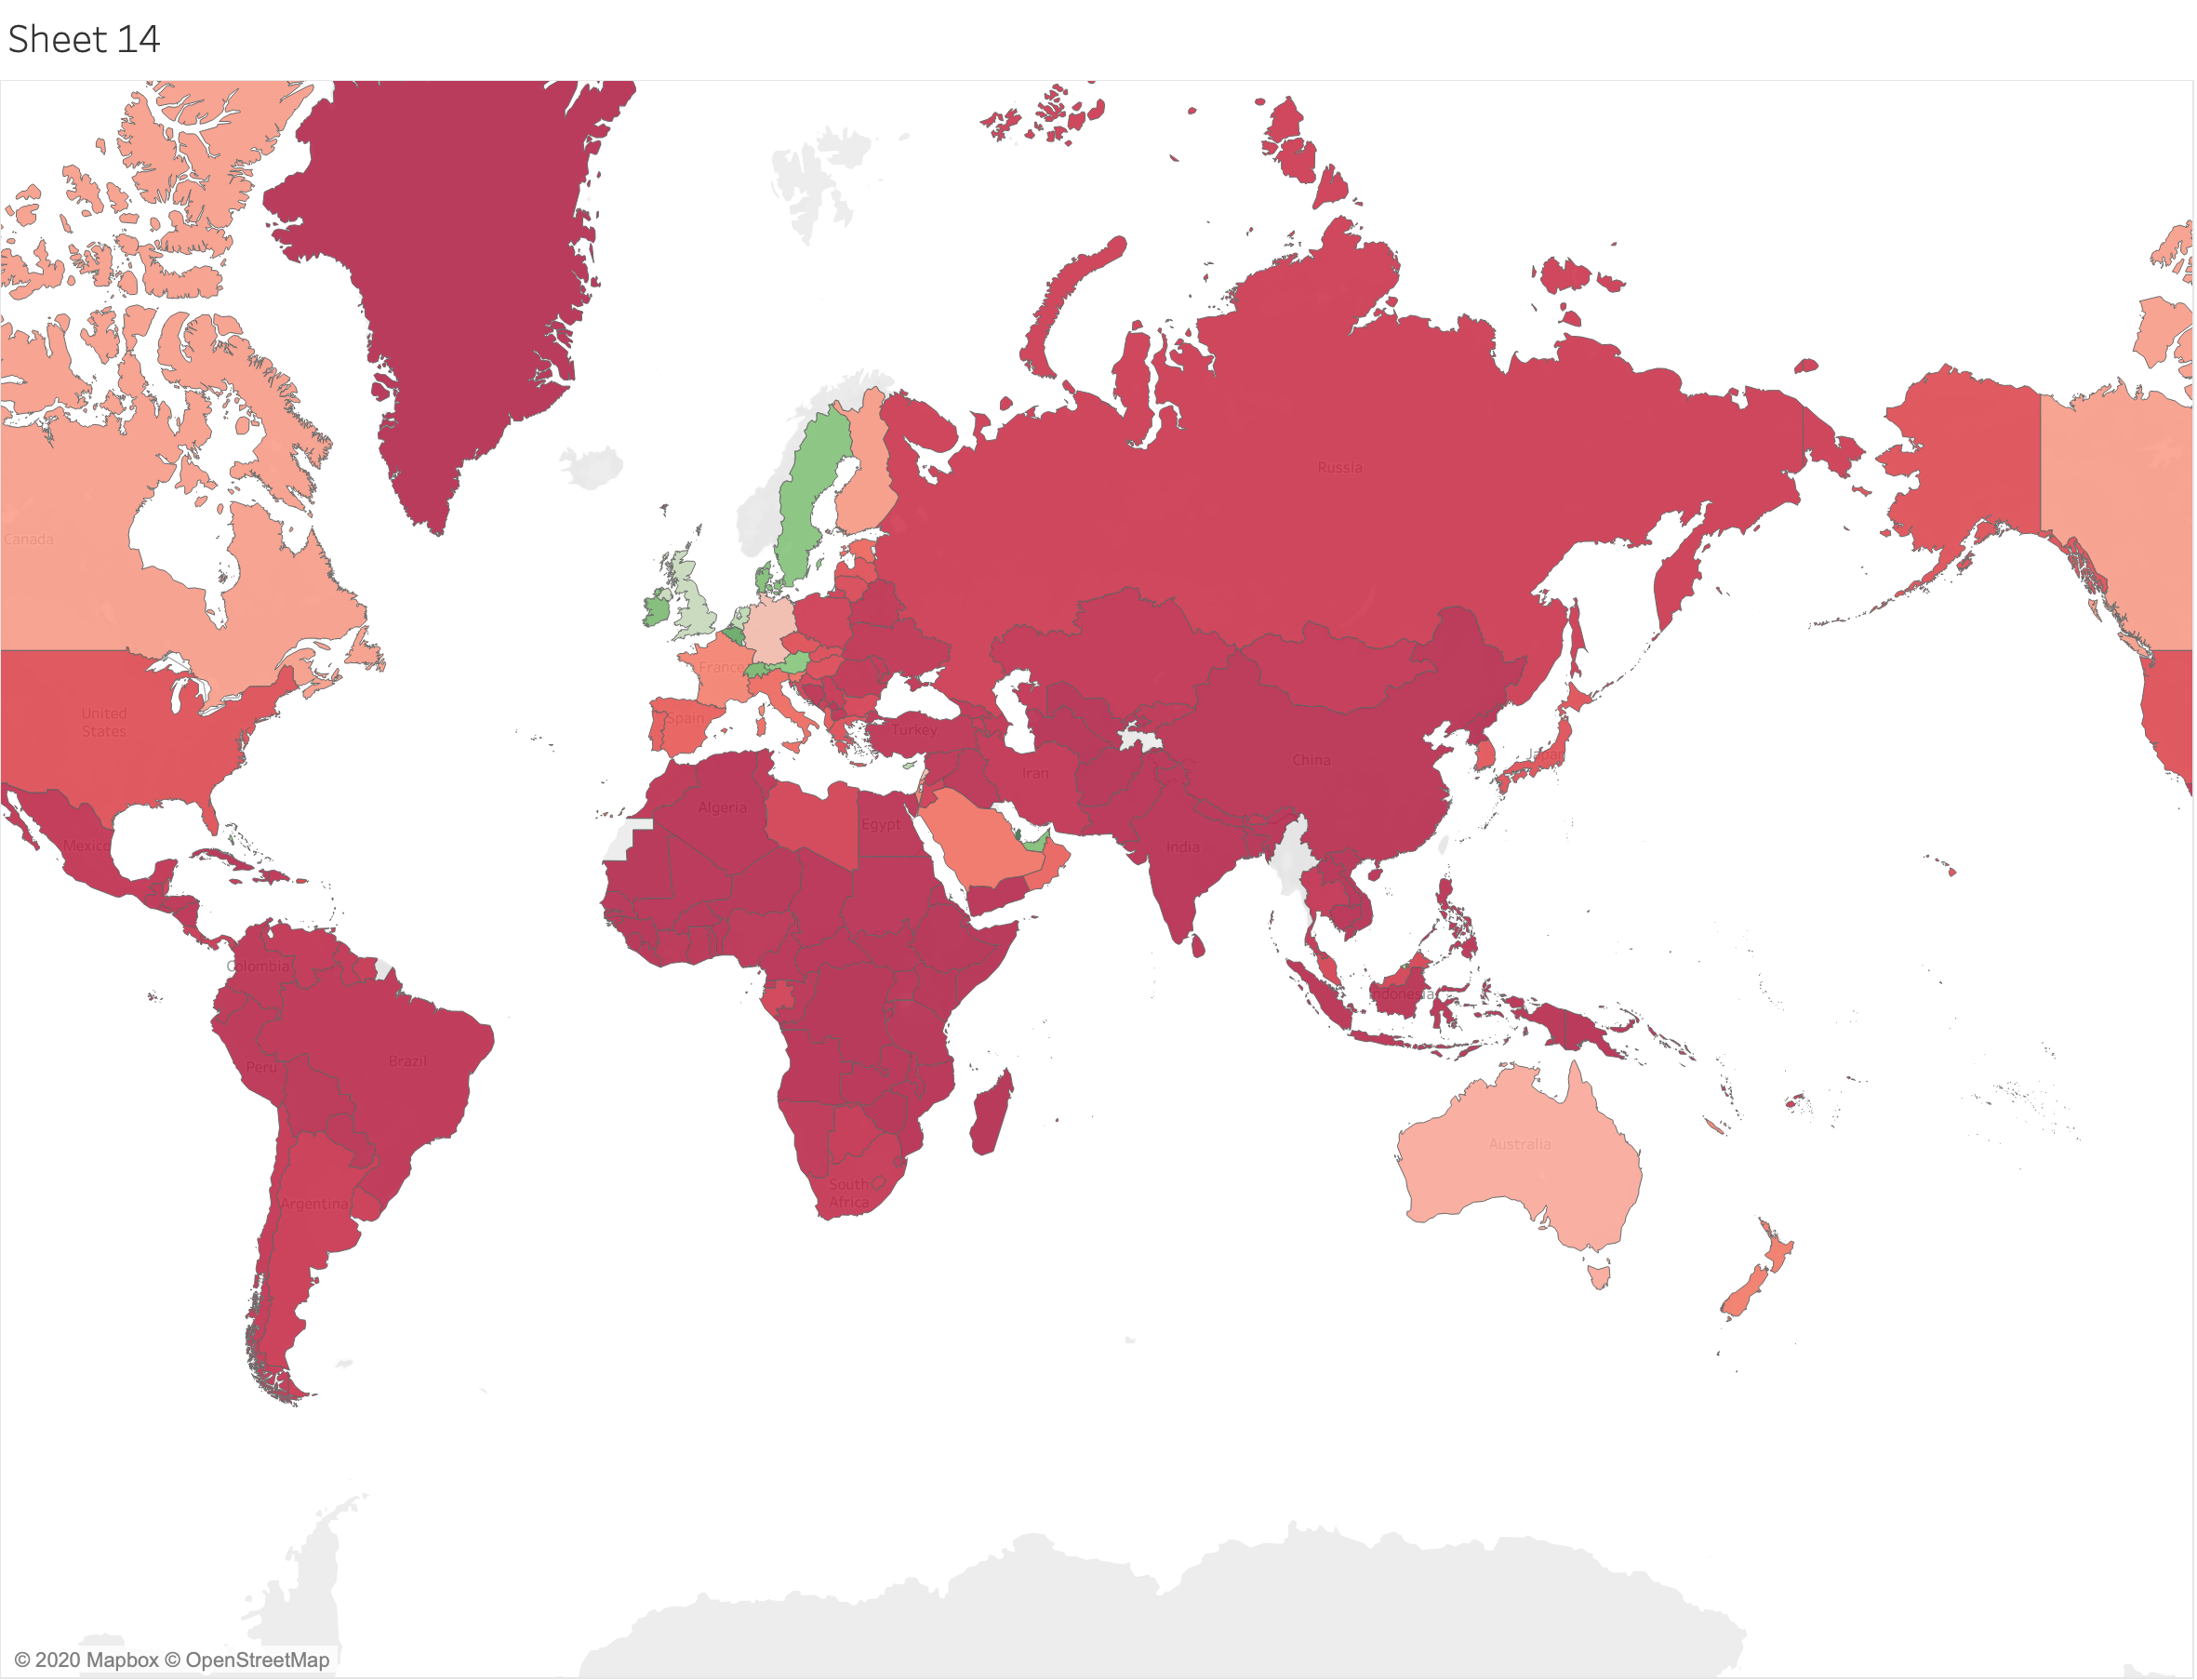 Sheet 14
Russia
Canada
France
United
States
Spain
Turkey
Japan
China
Iran
Algeria
Egypt
Mexico
India
Colombia
Indonesia
Brazil
Peru
Australia
South
Africa
Argentina
© 2020 Mapbox © OpenStreetMap